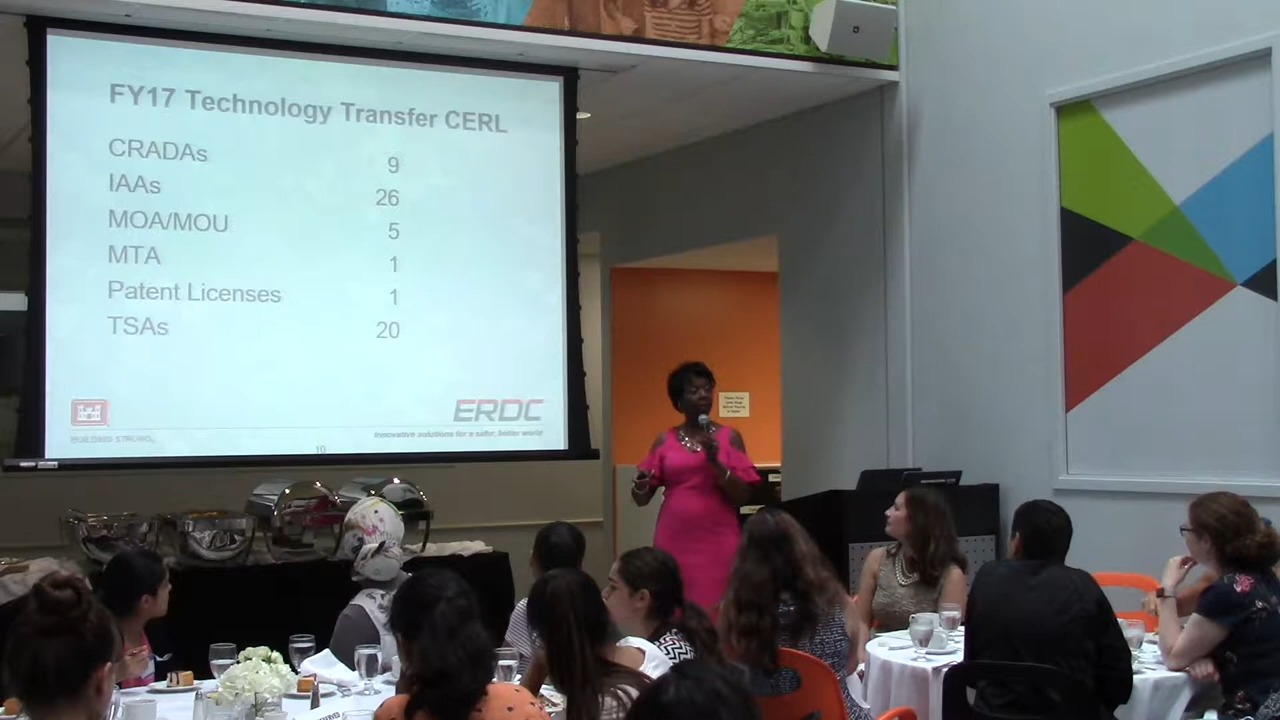 FY17 Technology Transfer CERL
CRADAs 9
IAAs 26
MOA/MOU 5
MTA 1
Patent Licenses 1
TSAs 20
ERDC
BUILDING STRONG®
Innovative solutions for a safer, better world
10